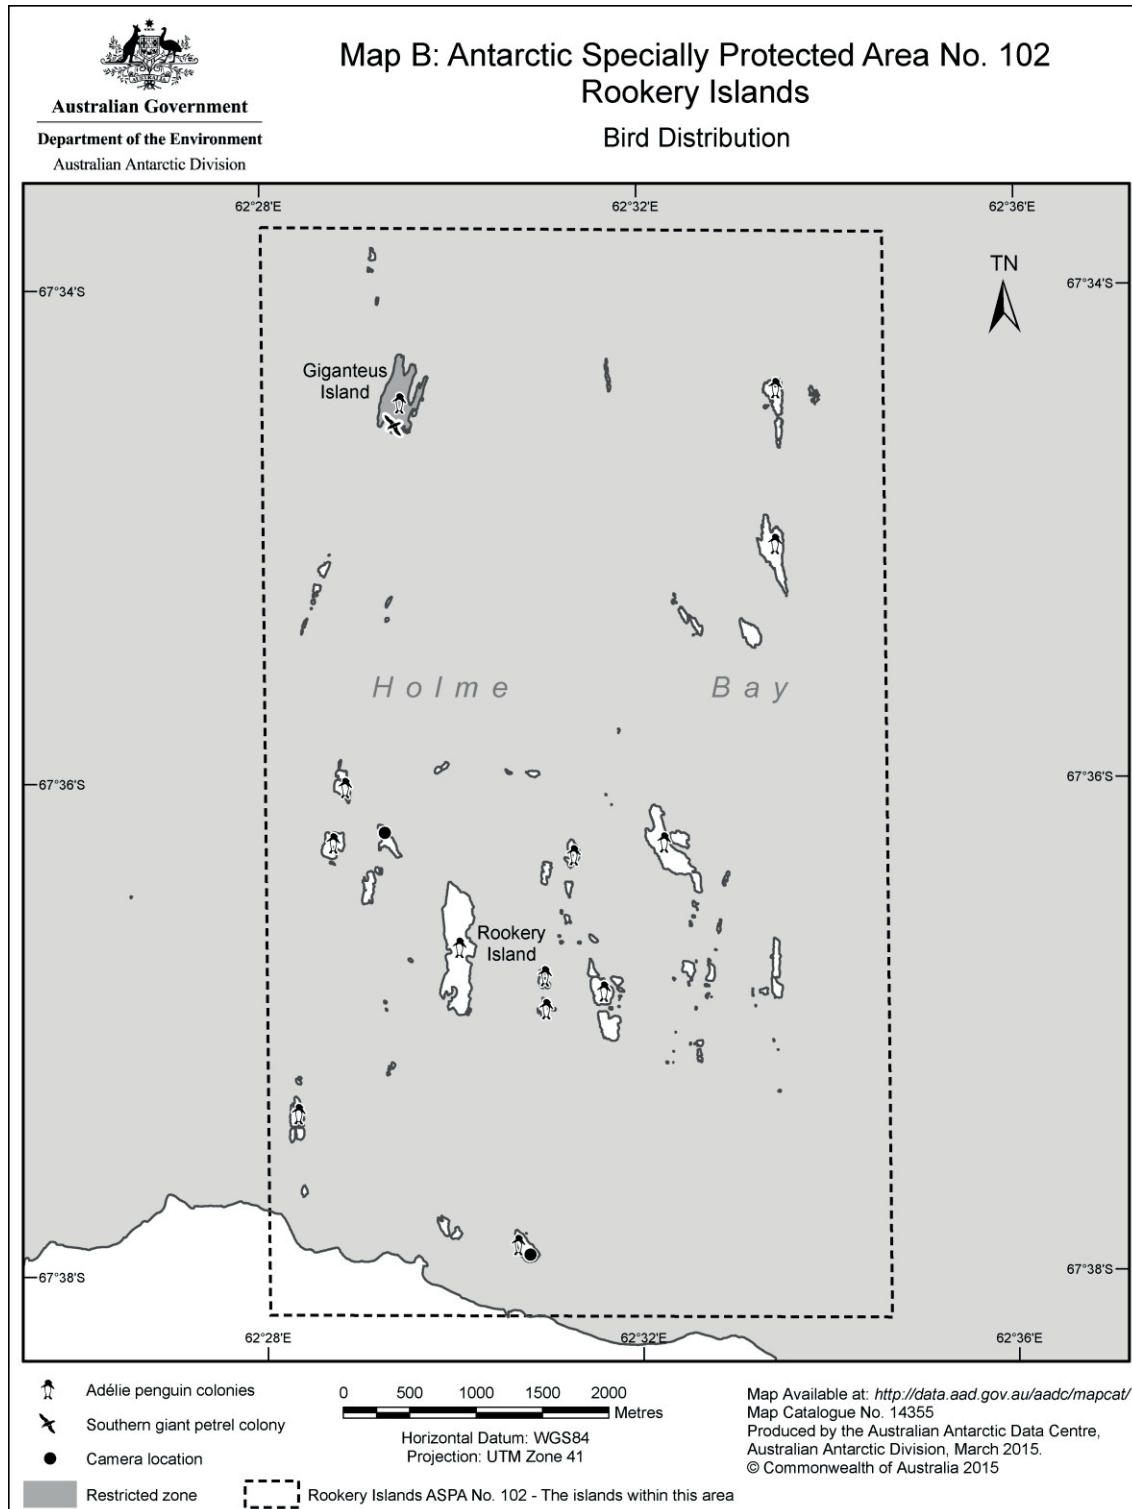 Map B: Antarctic Specially Protected Area No. 102
Rookery Islands
Bird Distribution
AUSTRALIA
Australian Government
Department of the Environment
Australian Antarctic Division
62°28'E
62°32'E
62°36'E
67°34'S
67°34'S
TN
Giganteus
Island
Holme Bay
67°36'S
67°36'S
Rookery
Island
67°38'S
67°38'S
62°28'E
62°32'E
62°36'E
Adélie penguin colonies
Southern giant petrel colony
Camera location
Restricted zone
Rookery Islands ASPA No. 102 - The islands within this area
0 500 1000 1500 2000
Metres
Horizontal Datum: WGS84
Projection: UTM Zone 41
Map Available at: http://data.aad.gov.au/aadc/mapcat/
Map Catalogue No. 14355
Produced by the Australian Antarctic Data Centre,
Australian Antarctic Division, March 2015.
© Commonwealth of Australia 2015